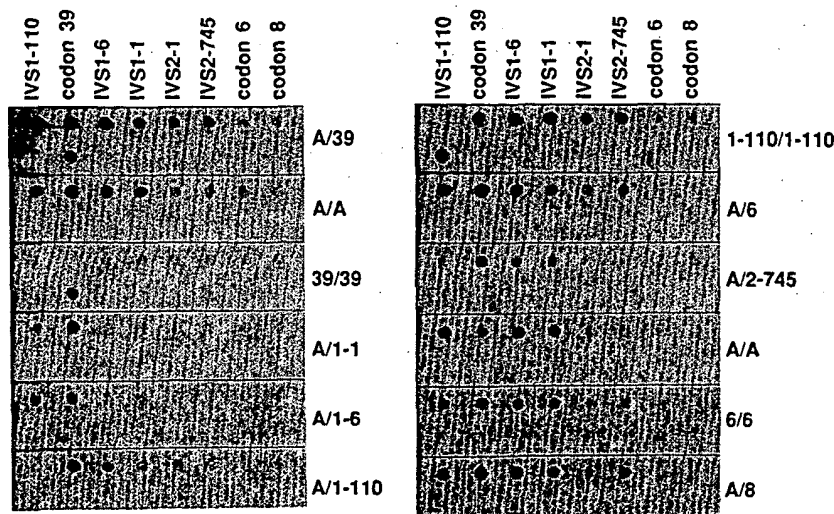 IVS1-110
codon 39
IVS1-6
IVS1-1
IVS2-1
IVS2-745
codon 6
codon 8
A/39
A/A
39/39
A/1-1
A/1-6
A/1-110
IVS1-110
codon 39
IVS1-6
IVS1-1
IVS2-1
IVS2-745
codon 6
codon 8
1-110/1-110
A/6
A/2-745
A/A
6/6
A/8